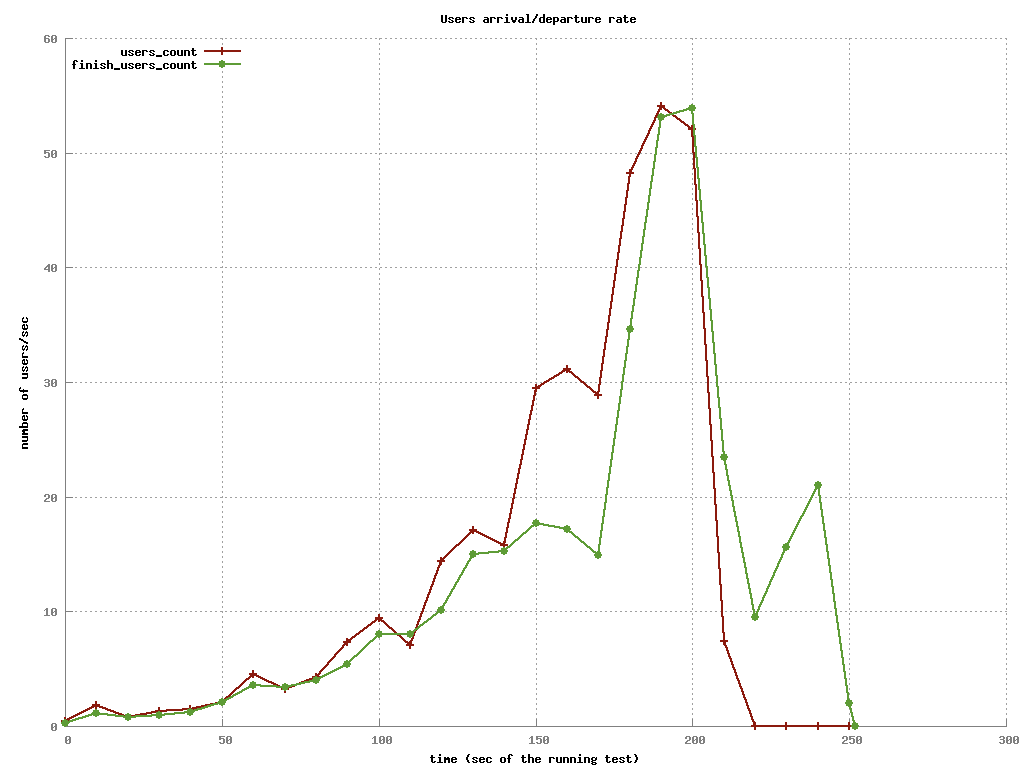 Users arrival/departure rate
60
users_count
finish_users_count
50
40
30
number of users/sec
20
10
0
0 50 100 150 200 250 300
time (sec of the running test)